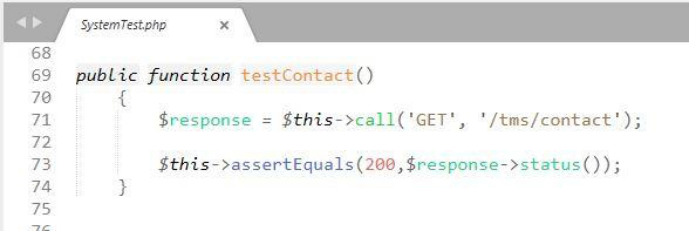 SystemTest.php ×
68
69 public function testContact()
70 {
71 $response = $this->call('GET', '/tms/contact');
72
73 $this->assertEquals(200,$response->status());
74 }
75
76